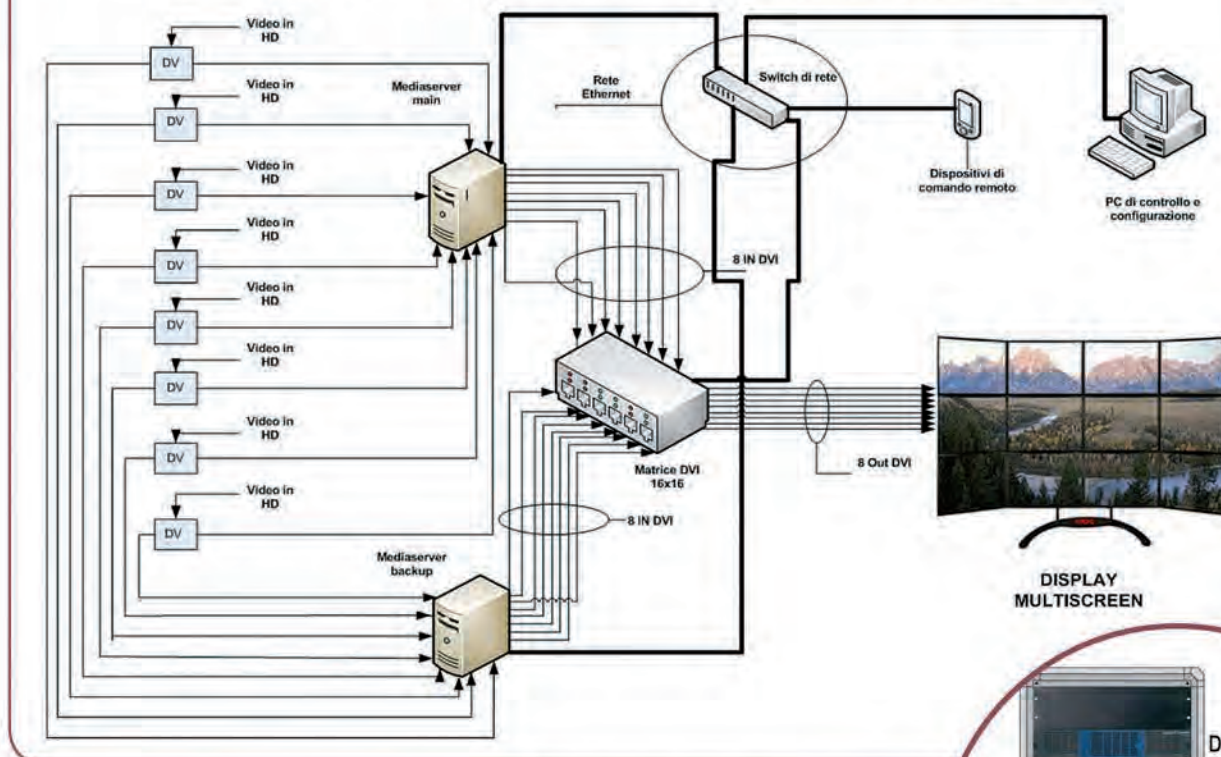 Video in
HD
DV
Video in
HD
DV
Video in
HD
DV
Video in
HD
DV
Video in
HD
DV
Video in
HD
DV
Video in
HD
DV
Video in
HD
DV
Mediaserver
main
Rete
Ethernet
Switch di rete
Dispositivi di
comando remoto
PC di controllo e
configurazione
8 IN DVI
Matrice DVI
16x16
8 Out DVI
8 IN DVI
Mediaserver
backup
DISPLAY
MULTISCREEN
D